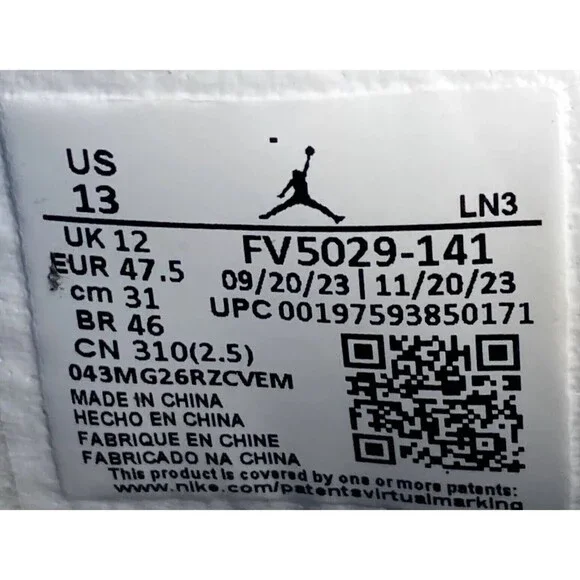 US
13
LN3
UK 12
FV5029-141
EUR 47.5
09/20/23 | 11/20/23
cm 31
UPC 00197593850171
BR 46
CN 310(2.5)
043MG26RZCVEM
MADE IN CHINA
HECHO EN CHINA
FABRIQUE EN CHINE
FABRICADO NA CHINA
This product is covered by one or more patents:
www.nike.com/patentsvirtualmarking